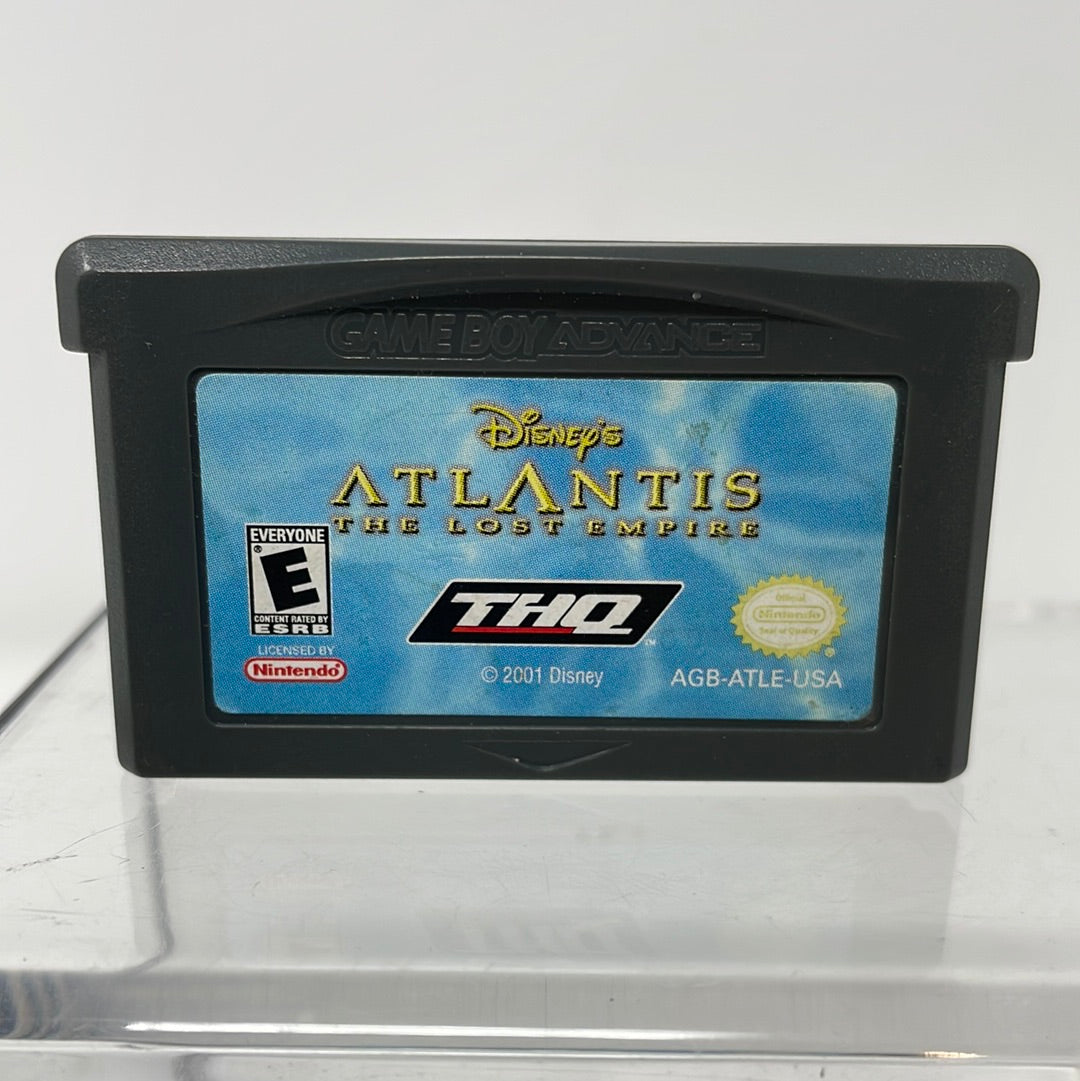 GAME BOY ADVANCE
DISNEY'S
ATLANTIS
THE LOST EMPIRE
EVERYONE
E
®
CONTENT RATED BY
ESRB
LICENSED BY
Nintendo®
THQ™
© 2001 Disney
Official
Nintendo
Seal of Quality
®
AGB-ATLE-USA